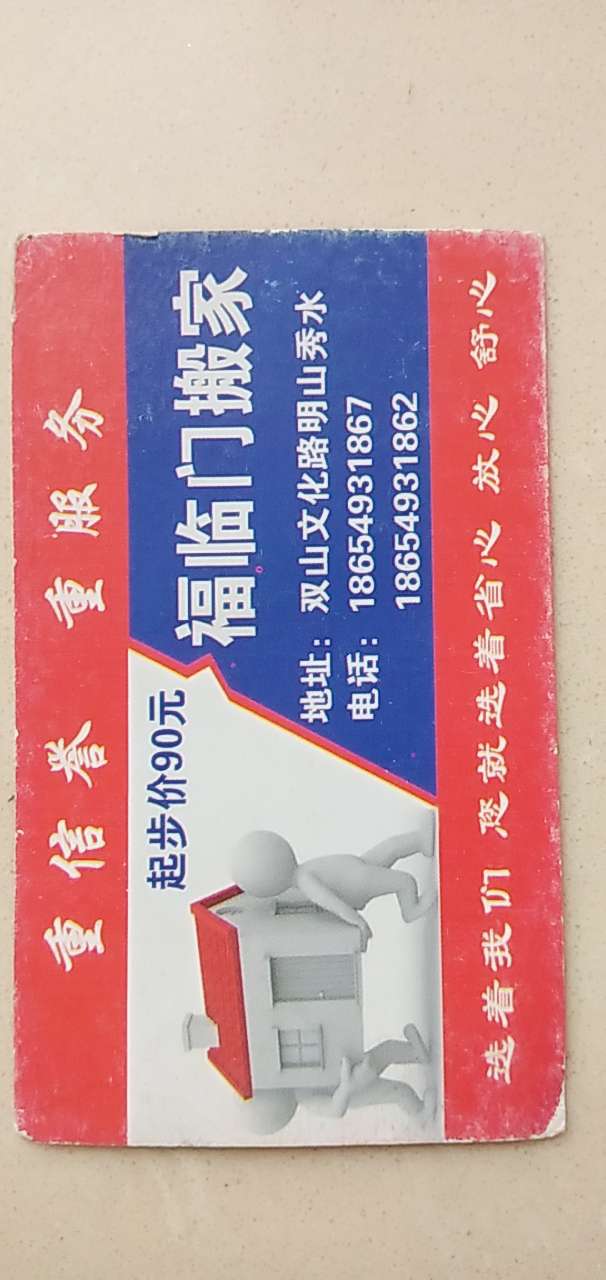 重信誉 重服务
起步价90元
福临门搬家
地址：双山文化路明山秀水
电话：18654931867
18654931862
选着我们 您就选着省心 放心 舒心